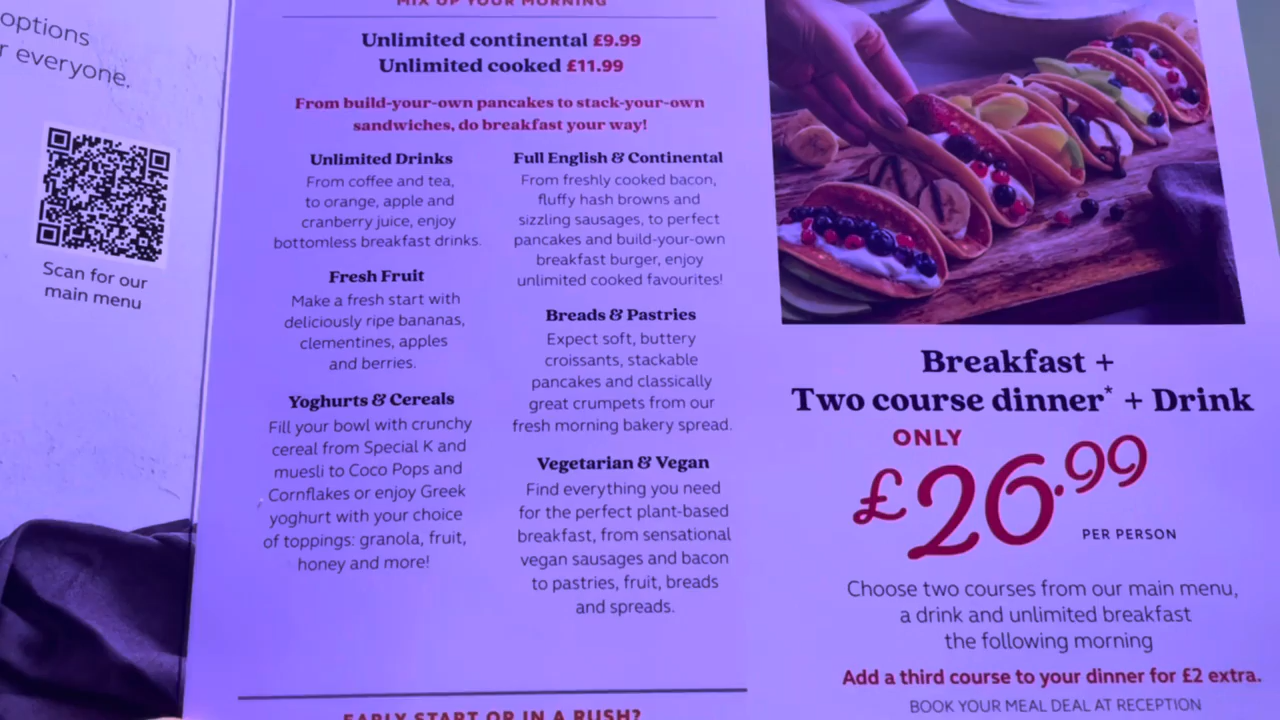 options
r everyone.
Scan for our
main menu
MIX UP YOUR MORNING
Unlimited continental £9.99
Unlimited cooked £11.99
From build-your-own pancakes to stack-your-own
sandwiches, do breakfast your way!
Unlimited Drinks
From coffee and tea,
to orange, apple and
cranberry juice, enjoy
bottomless breakfast drinks.
Fresh Fruit
Make a fresh start with
deliciously ripe bananas,
clementines, apples
and berries.
Yoghurts & Cereals
Fill your bowl with crunchy
cereal from Special K and
muesli to Coco Pops and
Cornflakes or enjoy Greek
yoghurt with your choice
of toppings: granola, fruit,
honey and more!
Full English & Continental
From freshly cooked bacon,
fluffy hash browns and
sizzling sausages, to perfect
pancakes and build-your-own
breakfast burger, enjoy
unlimited cooked favourites!
Breads & Pastries
Expect soft, buttery
croissants, stackable
pancakes and classically
great crumpets from our
fresh morning bakery spread.
Vegetarian & Vegan
Find everything you need
for the perfect plant-based
breakfast, from sensational
vegan sausages and bacon
to pastries, fruit, breads
and spreads.
EARLY START OR IN A RUSH?
Breakfast +
Two course dinner* + Drink
ONLY
£26.99
PER PERSON
Choose two courses from our main menu,
a drink and unlimited breakfast
the following morning
Add a third course to your dinner for £2 extra.
BOOK YOUR MEAL DEAL AT RECEPTION